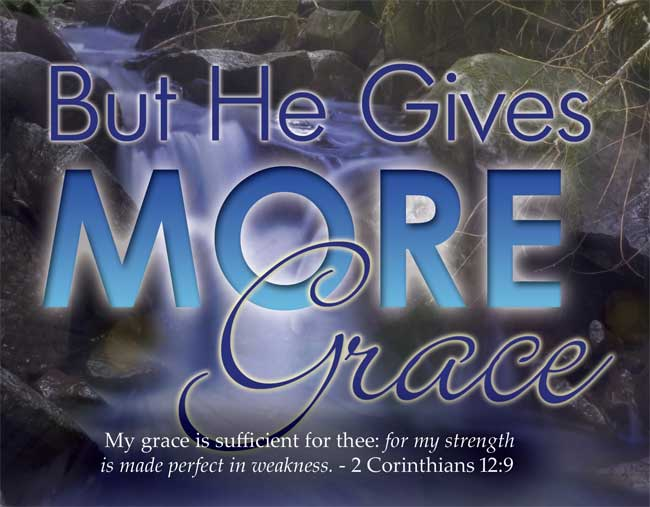 But He Gives
MORE
Grace
My grace is sufficient for thee: for my strength
is made perfect in weakness. - 2 Corinthians 12:9